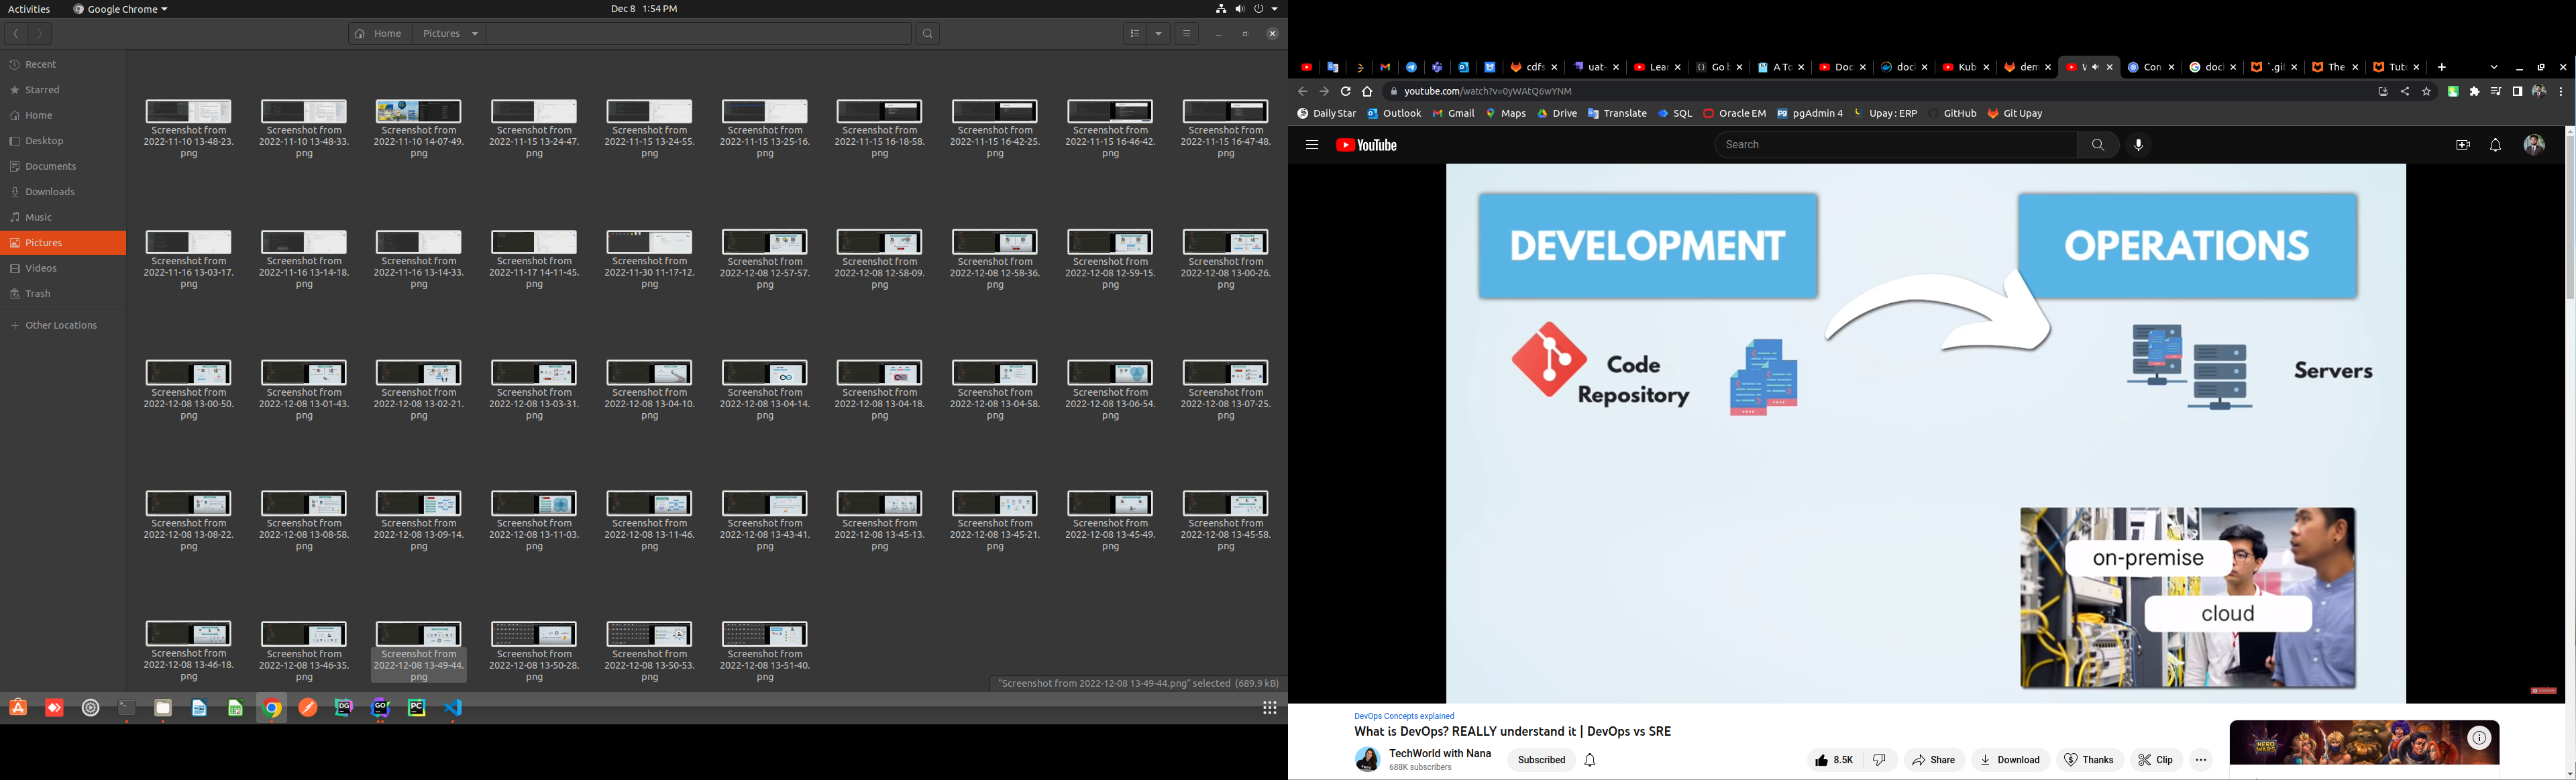 Activities
Google Chrome
Dec 8 1:54 PM
Home
Pictures
Recent
Starred
Home
Desktop
Documents
Downloads
Music
Pictures
Videos
Trash
Other Locations
Screenshot from 2022-11-10 13-48-23.png
Screenshot from 2022-11-10 13-48-33.png
Screenshot from 2022-11-10 14-07-49.png
Screenshot from 2022-11-15 13-24-47.png
Screenshot from 2022-11-15 13-24-55.png
Screenshot from 2022-11-15 13-25-16.png
Screenshot from 2022-11-15 16-18-58.png
Screenshot from 2022-11-15 16-42-25.png
Screenshot from 2022-11-15 16-46-42.png
Screenshot from 2022-11-15 16-47-48.png
Screenshot from 2022-11-16 13-03-17.png
Screenshot from 2022-11-16 13-14-18.png
Screenshot from 2022-11-16 13-14-33.png
Screenshot from 2022-11-17 14-11-45.png
Screenshot from 2022-11-30 11-17-12.png
Screenshot from 2022-12-08 12-57-57.png
Screenshot from 2022-12-08 12-58-09.png
Screenshot from 2022-12-08 12-58-36.png
Screenshot from 2022-12-08 12-59-15.png
Screenshot from 2022-12-08 13-00-26.png
Screenshot from 2022-12-08 13-00-50.png
Screenshot from 2022-12-08 13-01-43.png
Screenshot from 2022-12-08 13-02-21.png
Screenshot from 2022-12-08 13-03-31.png
Screenshot from 2022-12-08 13-04-10.png
Screenshot from 2022-12-08 13-04-14.png
Screenshot from 2022-12-08 13-04-18.png
Screenshot from 2022-12-08 13-04-58.png
Screenshot from 2022-12-08 13-06-54.png
Screenshot from 2022-12-08 13-07-25.png
Screenshot from 2022-12-08 13-08-22.png
Screenshot from 2022-12-08 13-08-58.png
Screenshot from 2022-12-08 13-09-14.png
Screenshot from 2022-12-08 13-11-03.png
Screenshot from 2022-12-08 13-11-46.png
Screenshot from 2022-12-08 13-43-41.png
Screenshot from 2022-12-08 13-45-13.png
Screenshot from 2022-12-08 13-45-21.png
Screenshot from 2022-12-08 13-45-49.png
Screenshot from 2022-12-08 13-45-58.png
Screenshot from 2022-12-08 13-46-18.png
Screenshot from 2022-12-08 13-46-35.png
Screenshot from 2022-12-08 13-49-44.png
Screenshot from 2022-12-08 13-50-28.png
Screenshot from 2022-12-08 13-50-53.png
Screenshot from 2022-12-08 13-51-40.png
"Screenshot from 2022-12-08 13-49-44.png" selected (689.9 kB)
DG
GO
PC
cdfs
uat-
Lear
Go b
A To
Doc
doc
Kub
dem
Con
doc
`.git
The
Tuto
youtube.com/watch?v=0yWAtQ6wYNM
Daily Star
Outlook
Gmail
Maps
Drive
Translate
SQL
Oracle EM
pgAdmin 4
Upay : ERP
GitHub
Git Upay
YouTube
Search
DEVELOPMENT
OPERATIONS
Code
Repository
Servers
on-premise
cloud
DevOps Concepts explained
What is DevOps? REALLY understand it | DevOps vs SRE
TechWorld with Nana
688K subscribers
Subscribed
8.5K
Share
Download
Thanks
Clip
HERO WARS